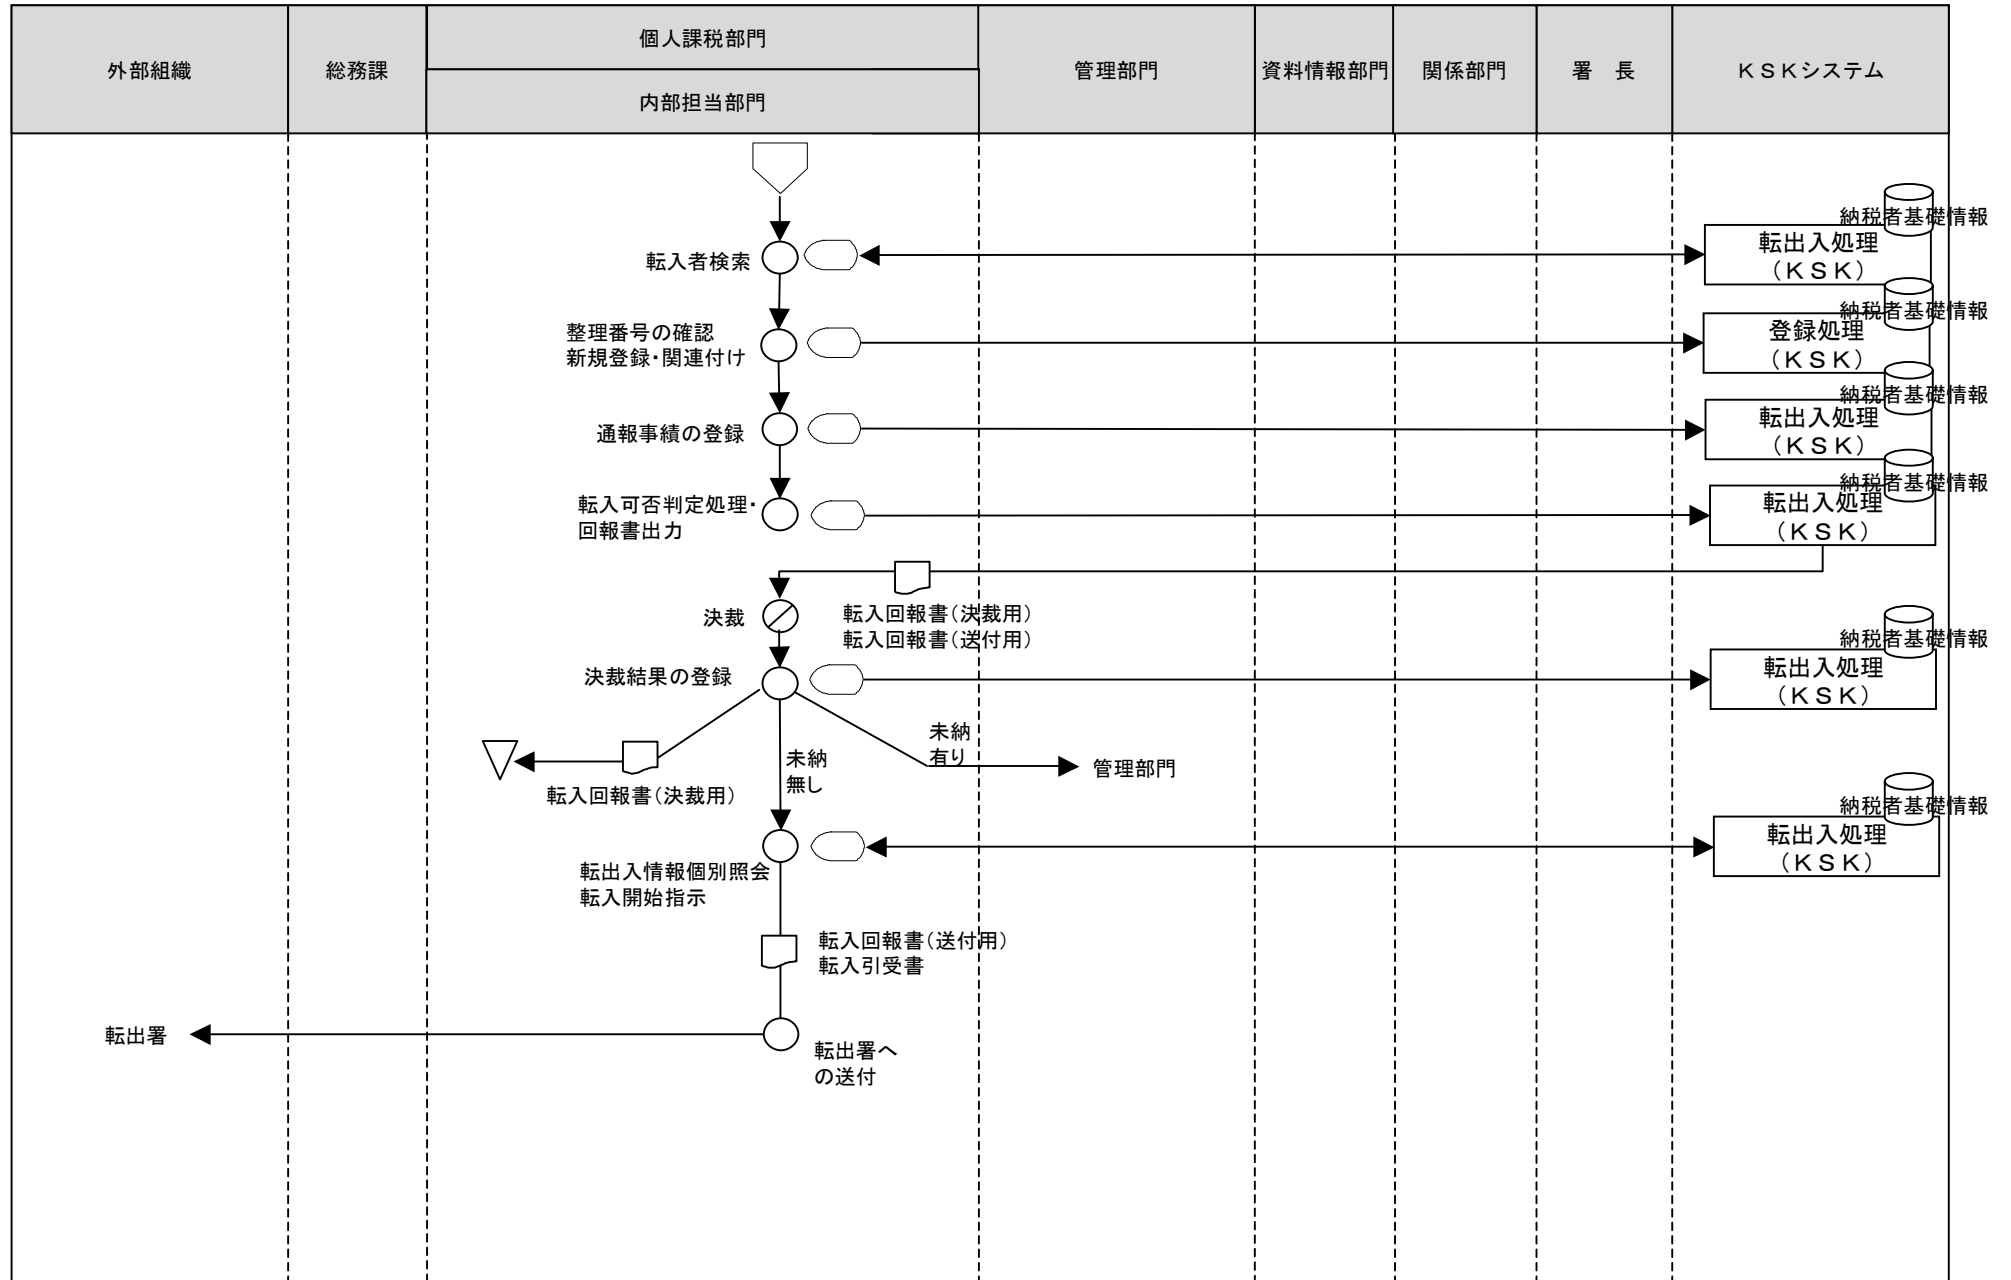 外部組織
総務課
個人課税部門
内部担当部門
管理部門
資料情報部門
関係部門
署　長
ＫＳＫシステム
納税者基礎情報
転入者検索
転出入処理
（ＫＳＫ）
納税者基礎情報
整理番号の確認
新規登録・関連付け
登録処理
（ＫＳＫ）
納税者基礎情報
通報事績の登録
転出入処理
（ＫＳＫ）
納税者基礎情報
転入可否判定処理・
回報書出力
転出入処理
（ＫＳＫ）
決裁
転入回報書（決裁用）
転入回報書（送付用）
納税者基礎情報
決裁結果の登録
転出入処理
（ＫＳＫ）
未納
有り
未納
無し
管理部門
転入回報書（決裁用）
納税者基礎情報
転出入処理
（ＫＳＫ）
転出入情報個別照会
転入開始指示
転入回報書（送付用）
転入引受書
転出署
転出署へ
の送付